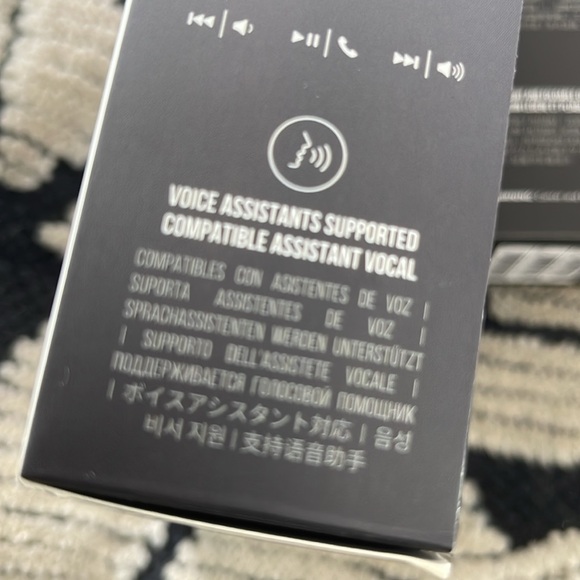 VOICE ASSISTANTS SUPPORTED
COMPATIBLE ASSISTANT VOCAL
COMPATIBLES CON ASISTENTES DE VOZ |
SUPORTA ASSISTENTES DE VOZ |
SPRACHASSISTENTEN WERDEN UNTERSTÜTZT
| SUPPORTO DELL'ASSISTETE VOCALE |
ПОДДЕРЖИВАЕТСЯ ГОЛОСОВОЙ ПОМОЩНИК
| ボイスアシスタント対応 | 음성
비서 지원 | 支持语音助手